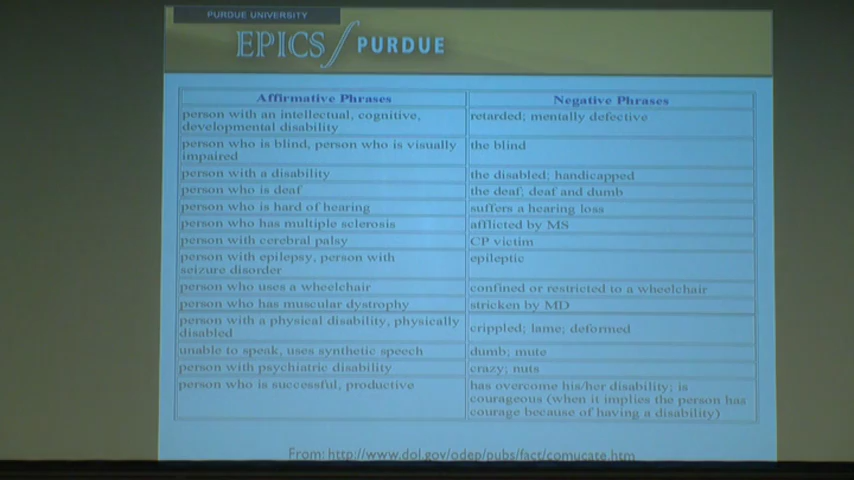 PURDUE UNIVERSITY
EPICS PURDUE
Affirmative Phrases Negative Phrases
person with an intellectual, cognitive, retarded; mentally defective
developmental disability
person who is blind, person who is visually the blind
impaired
person with a disability the disabled; handicapped
person who is deaf the deaf; deaf and dumb
person who is hard of hearing suffers a hearing loss
person who has multiple sclerosis afflicted by MS
person with cerebral palsy CP victim
person with epilepsy, person with epileptic
seizure disorder
person who uses a wheelchair confined or restricted to a wheelchair
person who has muscular dystrophy stricken by MD
person with a physical disability, physically crippled; lame; deformed
disabled
unable to speak, uses synthetic speech dumb; mute
person with psychiatric disability crazy; nuts
person who is successful, productive has overcome his/her disability; is
courageous (when it implies the person has
courage because of having a disability)
From: http://www.dol.gov/odep/pubs/fact/comucate.htm